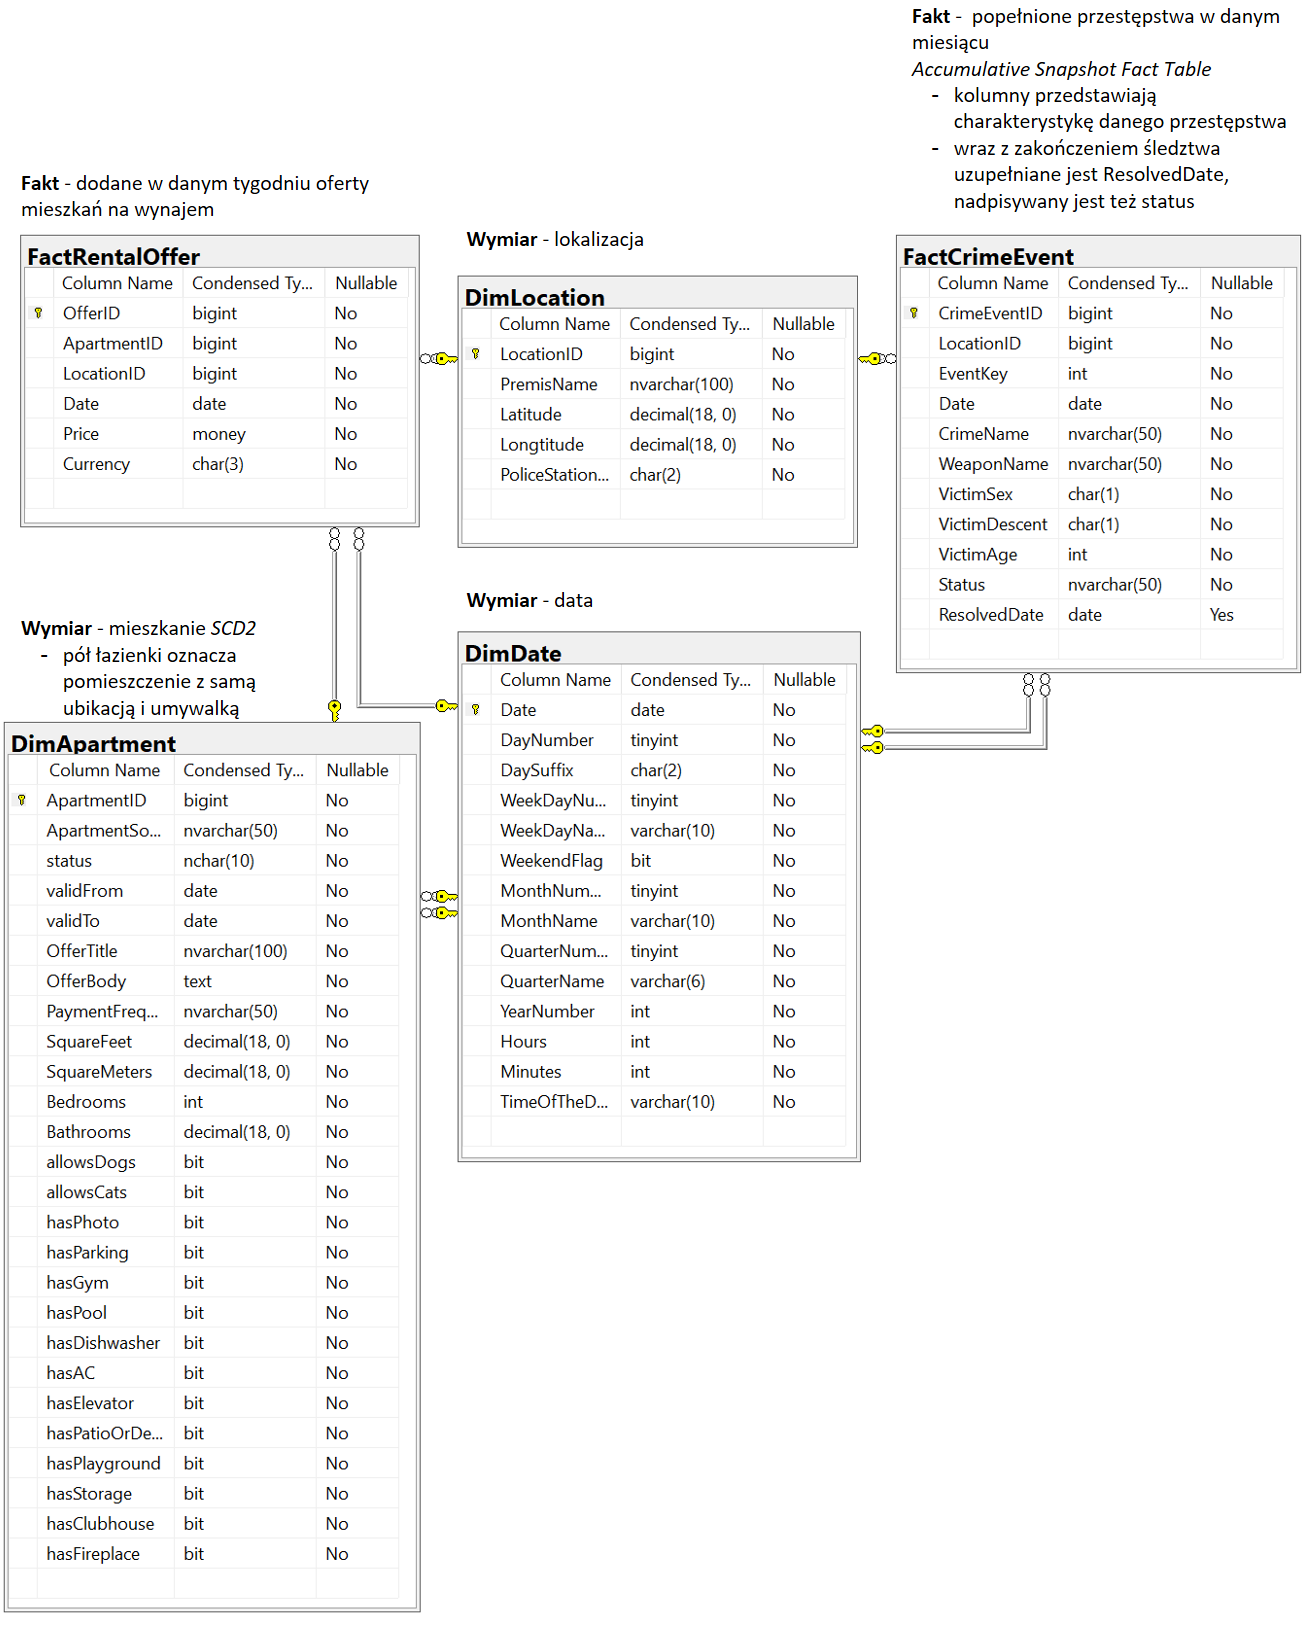 Fakt - popełnione przestępstwa w danym
miesiącu
Accumulative Snapshot Fact Table
- kolumny przedstawiają
charakterystykę danego przestępstwa
- wraz z zakończeniem śledztwa
uzupełniane jest ResolvedDate,
nadpisywany jest też status
Fakt - dodane w danym tygodniu oferty
mieszkań na wynajem
FactRentalOffer
Column Name Condensed Ty... Nullable
OfferID bigint No
ApartmentID bigint No
LocationID bigint No
Date date No
Price money No
Currency char(3) No
Wymiar - lokalizacja
DimLocation
Column Name Condensed Ty... Nullable
LocationID bigint No
PremisName nvarchar(100) No
Latitude decimal(18, 0) No
Longtitude decimal(18, 0) No
PoliceStation... char(2) No
FactCrimeEvent
Column Name Condensed Ty... Nullable
CrimeEventID bigint No
LocationID bigint No
EventKey int No
Date date No
CrimeName nvarchar(50) No
WeaponName nvarchar(50) No
VictimSex char(1) No
VictimDescent char(1) No
VictimAge int No
Status nvarchar(50) No
ResolvedDate date Yes
Wymiar - mieszkanie SCD2
- pół łazienki oznacza
pomieszczenie z samą
ubikacją i umywalką
DimApartment
Column Name Condensed Ty... Nullable
ApartmentID bigint No
ApartmentSo... nvarchar(50) No
status nchar(10) No
validFrom date No
validTo date No
OfferTitle nvarchar(100) No
OfferBody text No
PaymentFreq... nvarchar(50) No
SquareFeet decimal(18, 0) No
SquareMeters decimal(18, 0) No
Bedrooms int No
Bathrooms decimal(18, 0) No
allowsDogs bit No
allowsCats bit No
hasPhoto bit No
hasParking bit No
hasGym bit No
hasPool bit No
hasDishwasher bit No
hasAC bit No
hasElevator bit No
hasPatioOrDe... bit No
hasPlayground bit No
hasStorage bit No
hasClubhouse bit No
hasFireplace bit No
Wymiar - data
DimDate
Column Name Condensed Ty... Nullable
Date date No
DayNumber tinyint No
DaySuffix char(2) No
WeekDayNu... tinyint No
WeekDayNa... varchar(10) No
WeekendFlag bit No
MonthNum... tinyint No
MonthName varchar(10) No
QuarterNum... tinyint No
QuarterName varchar(6) No
YearNumber int No
Hours int No
Minutes int No
TimeOfTheD... varchar(10) No